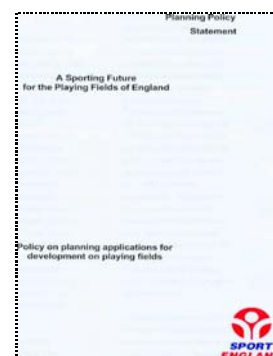 Planning Policy
Statement
A Sporting Future
for the Playing Fields of England
Policy on planning applications for
development on playing fields
SPORT
ENGLAND